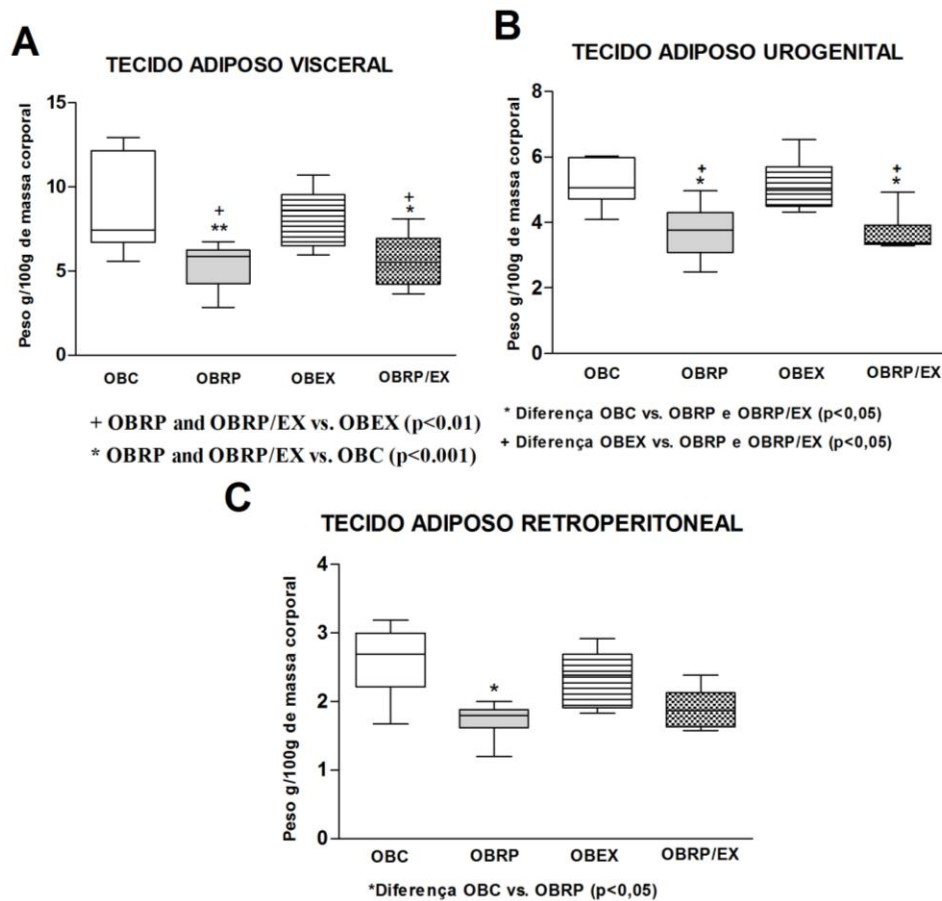 A
TECIDO ADIPOSO VISCERAL
Peso g/100g de massa corporal
15
10
5
0
+
**
+
*
OBC OBRP OBEX OBRP/EX
+ OBRP and OBRP/EX vs. OBEX (p<0.01)
* OBRP and OBRP/EX vs. OBC (p<0.001)
B
TECIDO ADIPOSO UROGENITAL
Peso g/100g de massa corporal
8
6
4
2
0
+
*
+
*
OBC OBRP OBEX OBRP/EX
* Diferença OBC vs. OBRP e OBRP/EX (p<0,05)
+ Diferença OBEX vs. OBRP e OBRP/EX (p<0,05)
C
TECIDO ADIPOSO RETROPERITONEAL
Peso g/100g de massa corporal
4
3
2
1
0
*
OBC OBRP OBEX OBRP/EX
*Diferença OBC vs. OBRP (p<0,05)